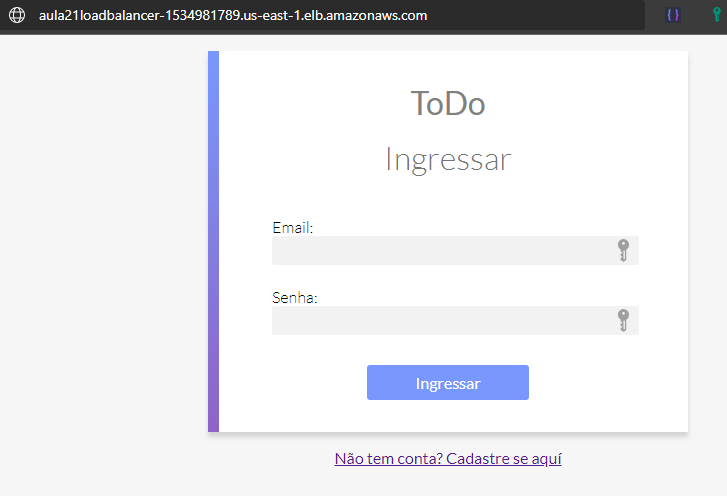 aula21loadbalancer-1534981789.us-east-1.elb.amazonaws.com
ToDo
Ingressar
Email:
Senha:
Ingressar
Não tem conta? Cadastre se aquí